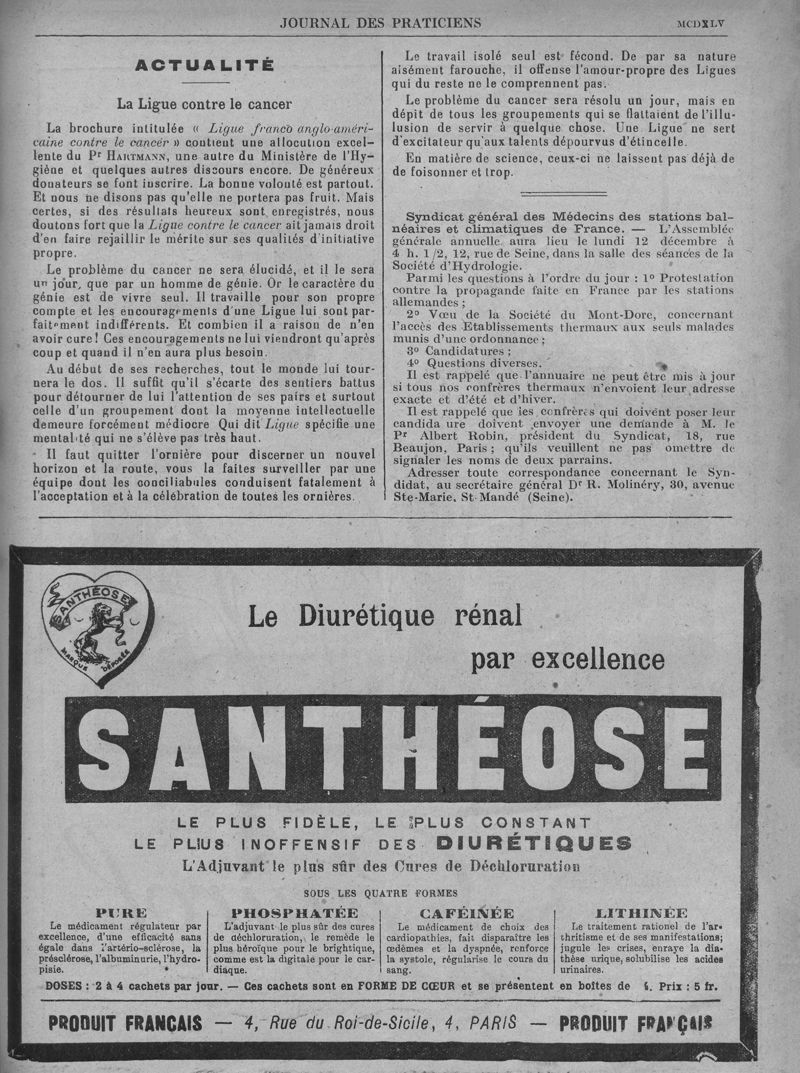 JOURNAL DES PRATICIENS
MCDXLV
ACTUALITÉ
La Ligue contre le cancer
La brochure intitulée « Ligue franco anglo-améri-
caine contre le cancer » contient une allocution excel-
lente du Pr HARTMANN, une autre du Ministère de l'Hy-
giène et quelques autres discours encore. De généreux
donateurs se font inscrire. La bonne volonté est partout.
Et nous ne disons pas qu'elle ne portera pas fruit. Mais
certes, si des résultats heureux sont enregistrés, nous
doutons fort que la Ligue contre le cancer ait jamais droit
d'en faire rejaillir le mérite sur ses qualités d'initiative
propre.
Le problème du cancer ne sera élucidé, et il le sera
un jour, que par un homme de génie. Or le caractère du
génie est de vivre seul. Il travaille pour son propre
compte et les encouragements d'une Ligue lui sont par-
faitement indifférents. Et combien il a raison de n'en
avoir cure! Ces encouragements ne lui viendront qu'après
coup et quand il n'en aura plus besoin.
Au début de ses recherches, tout le monde lui tour-
nera le dos. Il suffit qu'il s'écarte des sentiers battus
pour détourner de lui l'attention de ses pairs et surtout
celle d'un groupement dont la moyenne intellectuelle
demeure forcément médiocre Qui dit Ligue spécifie une
mentalité qui ne s'élève pas très haut.
Il faut quitter l'ornière pour discerner un nouvel
horizon et la route, vous la faites surveiller par une
équipe dont les conciliabules conduisent fatalement à
l'acceptation et à la célébration de toutes les ornières.
Le travail isolé seul est fécond. De par sa nature
aisément farouche, il offense l'amour-propre des Ligues
qui du reste ne le comprennent pas.
Le problème du cancer sera résolu un jour, mais en
dépit de tous les groupements qui se flattaient de l'illu-
lusion de servir à quelque chose. Une Ligue ne sert
d'excitateur qu'aux talents dépourvus d'étincelle.
En matière de science, ceux-ci ne laissent pas déjà de
de foisonner et trop.
Syndicat général des Médecins des stations bal-
néaires et climatiques de France. — L'Assemblée
générale annuelle aura lieu le lundi 12 décembre à
4 h. 1/2, 12, rue de Seine, dans la salle des séances de la
Société d'Hydrologie.
Parmi les questions à l'ordre du jour : 1º Protestation
contre la propagande faite en France par les stations
allemandes ;
2º Vœu de la Société du Mont-Dore, concernant
l'accès des Etablissements thermaux aux seuls malades
munis d'une ordonnance ;
3º Candidatures ;
4º Questions diverses.
Il est rappelé que l'annuaire ne peut être mis à jour
si tous nos confrères thermaux n'envoient leur adresse
exacte et d'été et d'hiver.
Il est rappelé que les confrères qui doivent poser leur
candida ure doivent envoyer une demande à M. le
Pr Albert Robin, président du Syndicat, 18, rue
Beaujon, Paris ; qu'ils veuillent ne pas omettre de
signaler les noms de deux parrains.
Adresser toute correspondance concernant le Syn-
didat, au secrétaire général Dr R. Molinéry, 30, avenue
Ste-Marie, St Mandé (Seine).
SANTHÉOSE
MARQUE DÉPOSÉE
Le Diurétique rénal
par excellence
SANTHÉOSE
LE PLUS FIDÈLE, LE PLUS CONSTANT
LE PLUS INOFFENSIF DES DIURÉTIQUES
L'Adjuvant le plus sûr des Cures de Déchloruration
SOUS LES QUATRE FORMES
PURE
Le médicament régulateur par
excellence, d'une efficacité sans
égale dans l'artério-sclérose, la
présclérose, l'albuminurie, l'hydro-
pisie.
PHOSPHATÉE
L'adjuvant le plus sûr des cures
de déchloruration, le remède le
plus héroïque pour le brightique,
comme est la digitale pour le car-
diaque.
CAFÉINÉE
Le médicament de choix des
cardiopathies, fait disparaître les
œdèmes et la dyspnée, renforce
la systole, régularise le cours du
sang.
LITHINÉE
Le traitement rationel de l'ar-
thritisme et de ses manifestations;
jugule les crises, enraye la dia-
thèse urique, solubilise les acides
urinaires.
DOSES : 2 à 4 cachets par jour. — Ces cachets sont en FORME DE CŒUR et se présentent en boîtes de Prix : 5 fr.
PRODUIT FRANÇAIS — 4, Rue du Roi-de-Sicile, 4, PARIS — PRODUIT FRANÇAIS